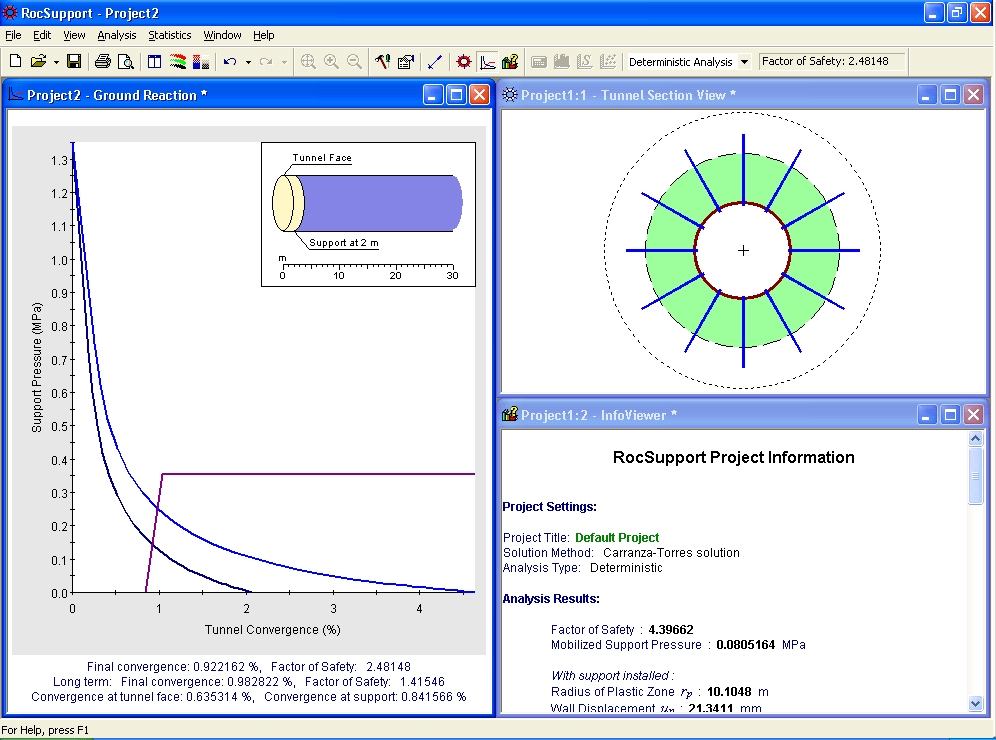 RocSupport - Project2
File Edit View Analysis Statistics Window Help
Deterministic Analysis Factor of Safety: 2.48148
Project2 - Ground Reaction *
Tunnel Face
Support at 2 m
m
0 10 20 30
Support Pressure (MPa)
1.3
1.2
1.1
1.0
0.9
0.8
0.7
0.6
0.5
0.4
0.3
0.2
0.1
0.0
0 1 2 3 4
Tunnel Convergence (%)
Final convergence: 0.922162 %, Factor of Safety: 2.48148
Long term: Final convergence: 0.982822 %, Factor of Safety: 1.41546
Convergence at tunnel face: 0.635314 %, Convergence at support: 0.841566 %
Project1:1 - Tunnel Section View *
Project1:2 - InfoViewer *
RocSupport Project Information
Project Settings:
Project Title: Default Project
Solution Method: Carranza-Torres solution
Analysis Type: Deterministic
Analysis Results:
Factor of Safety : 4.39662
Mobilized Support Pressure : 0.0805164 MPa
With support installed :
Radius of Plastic Zone rp : 10.1048 m
Wall Displacement up : 21.3411 mm
For Help, press F1